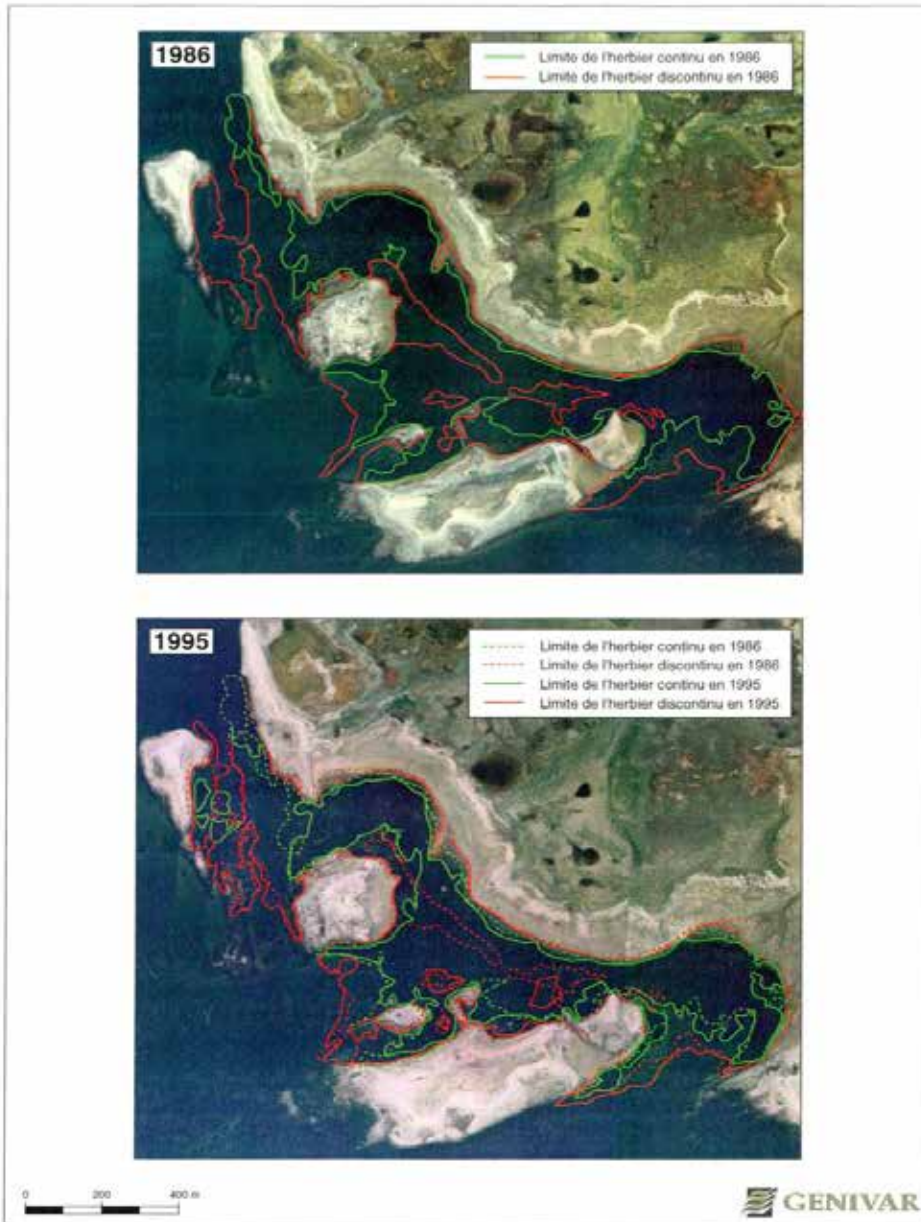 1986
Limite de l'herbier continu en 1986
Limite de l'herbier discontinu en 1986
1995
Limite de l'herbier continu en 1986
Limite de l'herbier discontinu en 1986
Limite de l'herbier continu en 1995
Limite de l'herbier discontinu en 1995
0 200 400 m
GENIVAR